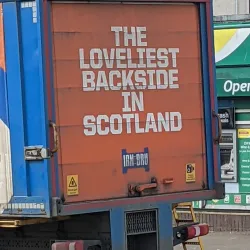 THE
LOVELIEST
BACKSIDE
IN
SCOTLAND
IRN-BRU
Open